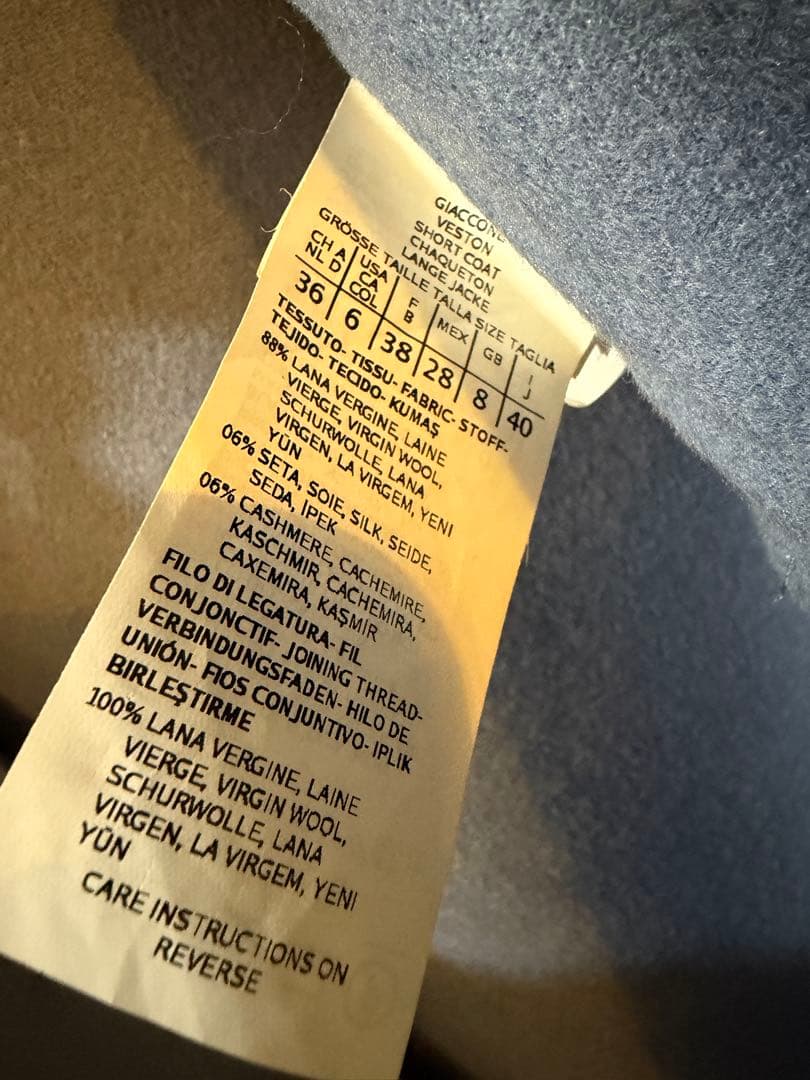 GIACCONE
VESTON
SHORT COAT
CHAQUETON
LANGE JACKE
GRÖSSE TAILLE TALLA SIZE TAGLIA
CH A NL D USA CA COL F B MEX GB I J
36 6 38 28 8 40
TESSUTO- TISSU- FABRIC- STOFF-
TEJIDO- TECIDO- KUMAŞ
88% LANA VERGINE, LAINE
VIERGE, VIRGIN WOOL,
SCHURWOLLE, LANA
VIRGEN, LA VIRGEM, YENI
YÜN
06% SETA, SOIE, SILK, SEIDE,
SEDA, IPEK
06% CASHMERE, CACHEMIRE,
KASCHMIR, CACHEMIRA,
CAXEMIRA, KAŞMIR
FILO DI LEGATURA- FIL
CONJONCTIF- JOINING THREAD-
VERBINDUNGSFADEN- HILO DE
UNIÓN- FIOS CONJUNTIVO- IPLIK
BIRLEŞTIRME
100% LANA VERGINE, LAINE
VIERGE, VIRGIN WOOL,
SCHURWOLLE, LANA
VIRGEN, LA VIRGEM, YENI
YÜN
CARE INSTRUCTIONS ON
REVERSE